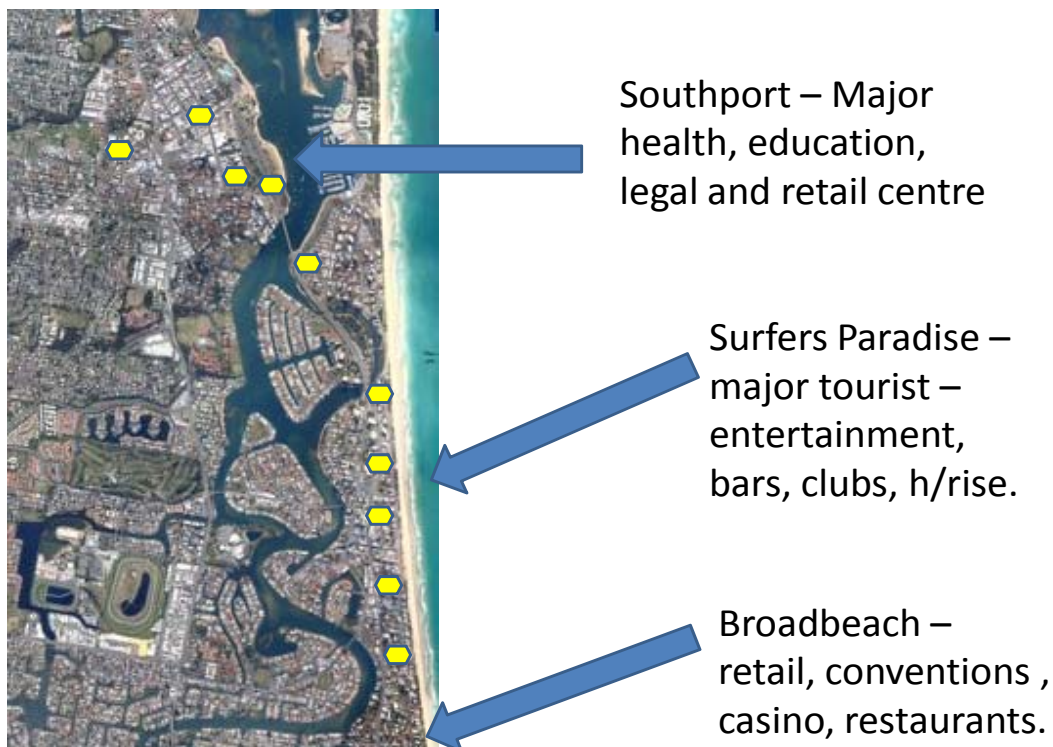 Southport – Major
health, education,
legal and retail centre
Surfers Paradise –
major tourist –
entertainment,
bars, clubs, h/rise.
Broadbeach –
retail, conventions ,
casino, restaurants.